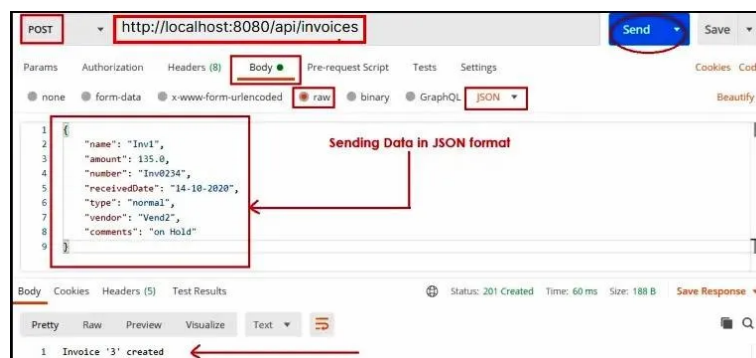 POST http://localhost:8080/api/invoices Send Save
Params Authorization Headers (8) Body Pre-request Script Tests Settings Cookies Cod
none form-data x-www-form-urlencoded raw binary GraphQL JSON Beautify
1 {
2 "name": "Inv1",
Sending Data in JSON format
3 "amount": 135.0,
4 "number": "Inv0234",
5 "receivedDate": "14-10-2020",
6 "type": "normal",
7 "vendor": "Vend2",
8 "comments": "on Hold"
9 }
Body Cookies Headers (5) Test Results Status: 201 Created Time: 60 ms Size: 188 B Save Response
Pretty Raw Preview Visualize Text
1 Invoice '3' created